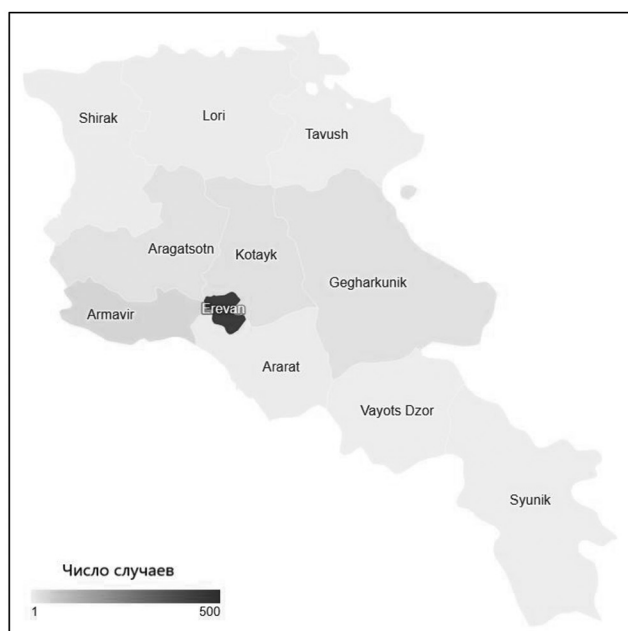 Shirak
Lori
Tavush
Aragatsotn
Kotayk
Gegharkunik
Armavir
Erevan
Ararat
Vayots Dzor
Syunik
Число случаев
1 500